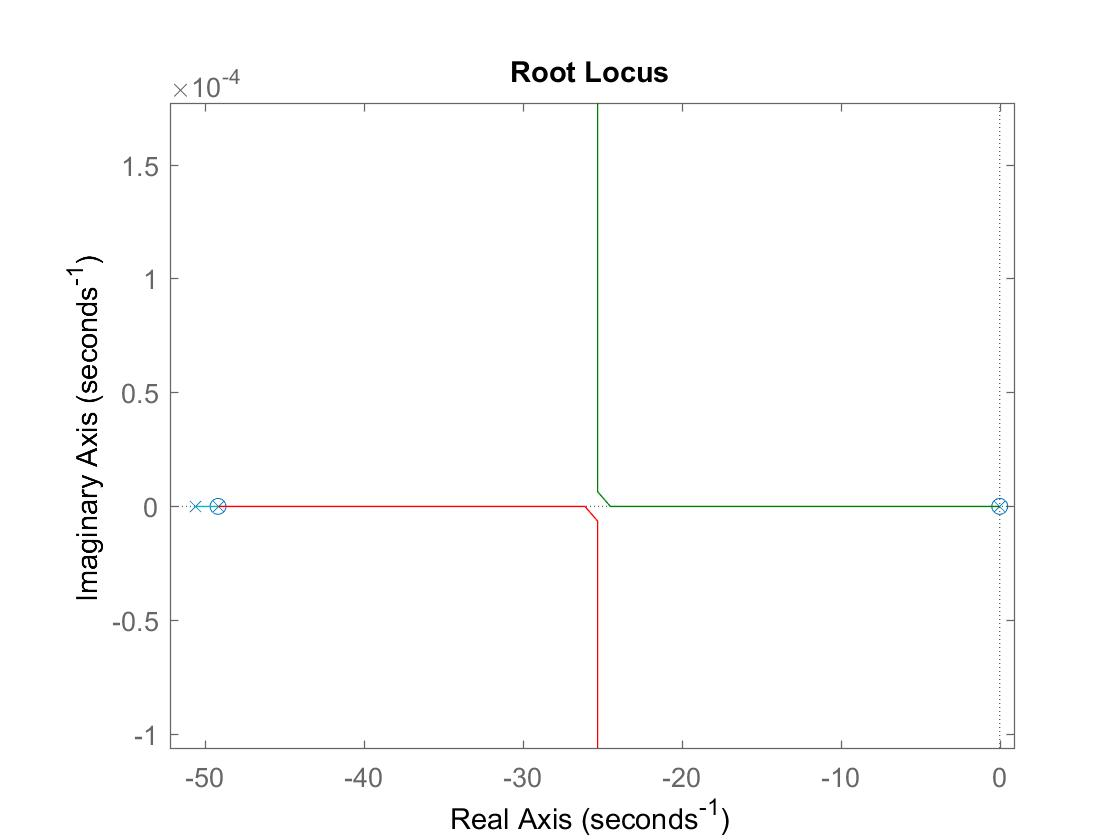 Root Locus
×10-4
1.5
1
0.5
0
-0.5
-1
Imaginary Axis (seconds-1)
-50 -40 -30 -20 -10 0
Real Axis (seconds-1)